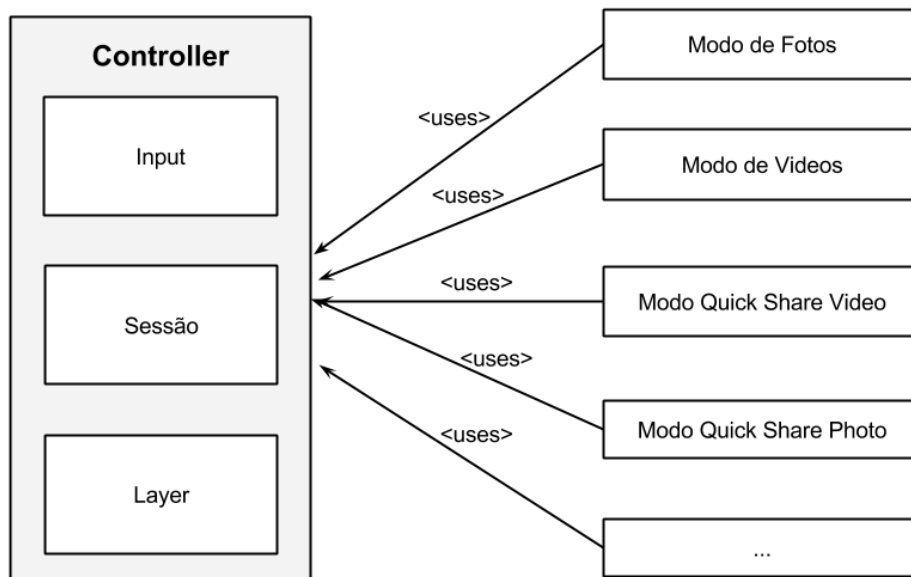 Controller
Input
Sessão
Layer
<uses>
<uses>
<uses>
<uses>
<uses>
Modo de Fotos
Modo de Videos
Modo Quick Share Video
Modo Quick Share Photo
...